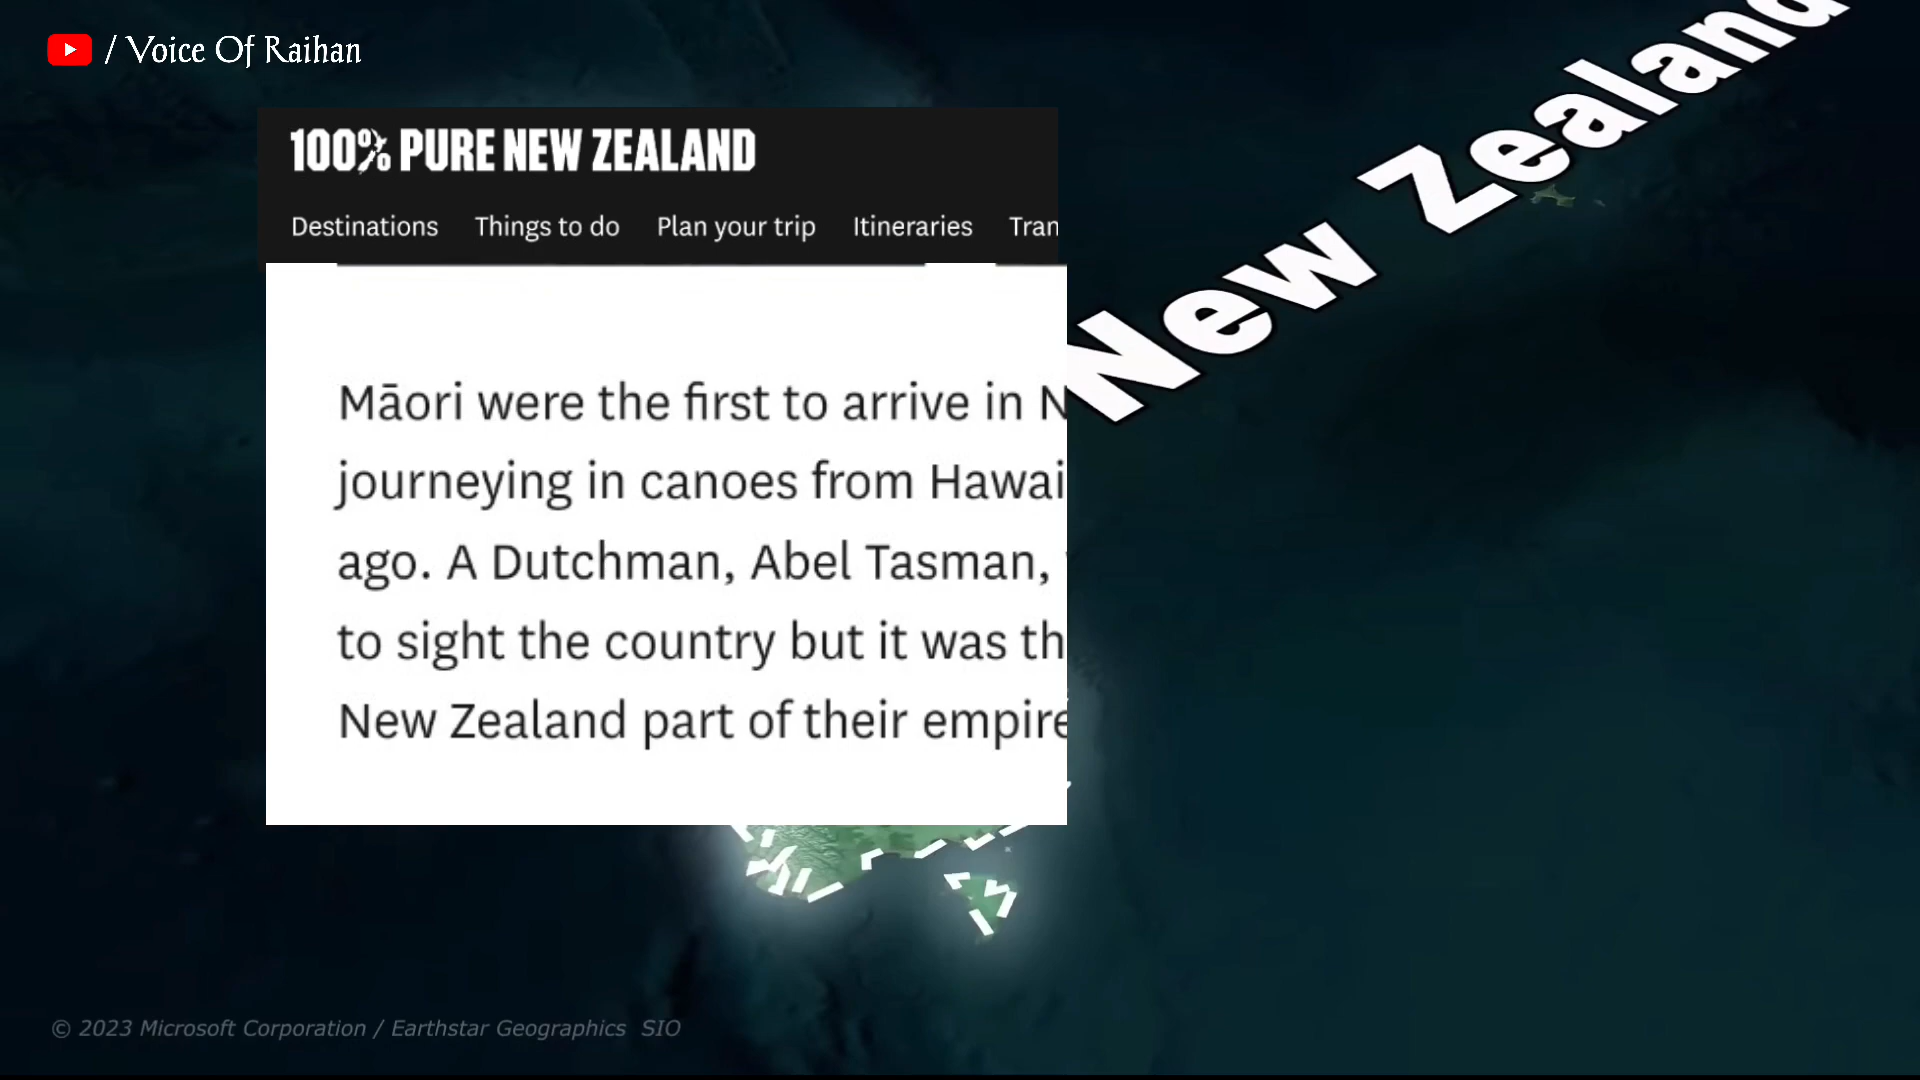 / Voice Of Raihan
100% PURE NEW ZEALAND
Destinations Things to do Plan your trip Itineraries Tran
New Zealand
Māori were the first to arrive in N
journeying in canoes from Hawai
ago. A Dutchman, Abel Tasman,
to sight the country but it was th
New Zealand part of their empire
© 2023 Microsoft Corporation / Earthstar Geographics SIO